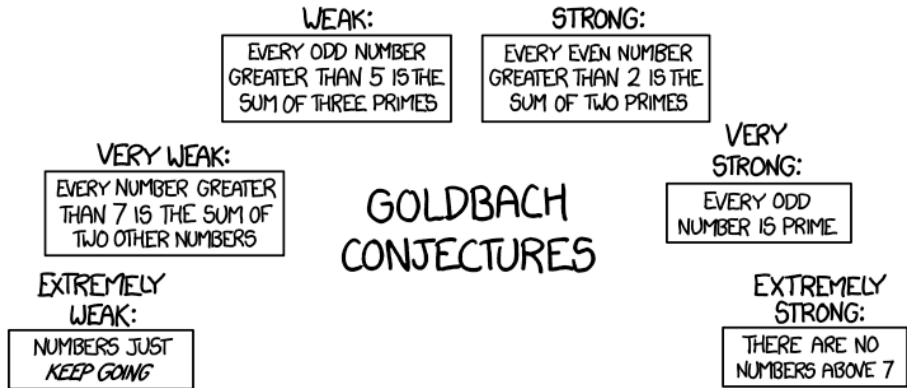 WEAK:
EVERY ODD NUMBER
GREATER THAN 5 IS THE
SUM OF THREE PRIMES
STRONG:
EVERY EVEN NUMBER
GREATER THAN 2 IS THE
SUM OF TWO PRIMES
VERY WEAK:
EVERY NUMBER GREATER
THAN 7 IS THE SUM OF
TWO OTHER NUMBERS
GOLDBACH
CONJECTURES
VERY
STRONG:
EVERY ODD
NUMBER IS PRIME
EXTREMELY
WEAK:
NUMBERS JUST
KEEP GOING
EXTREMELY
STRONG:
THERE ARE NO
NUMBERS ABOVE 7